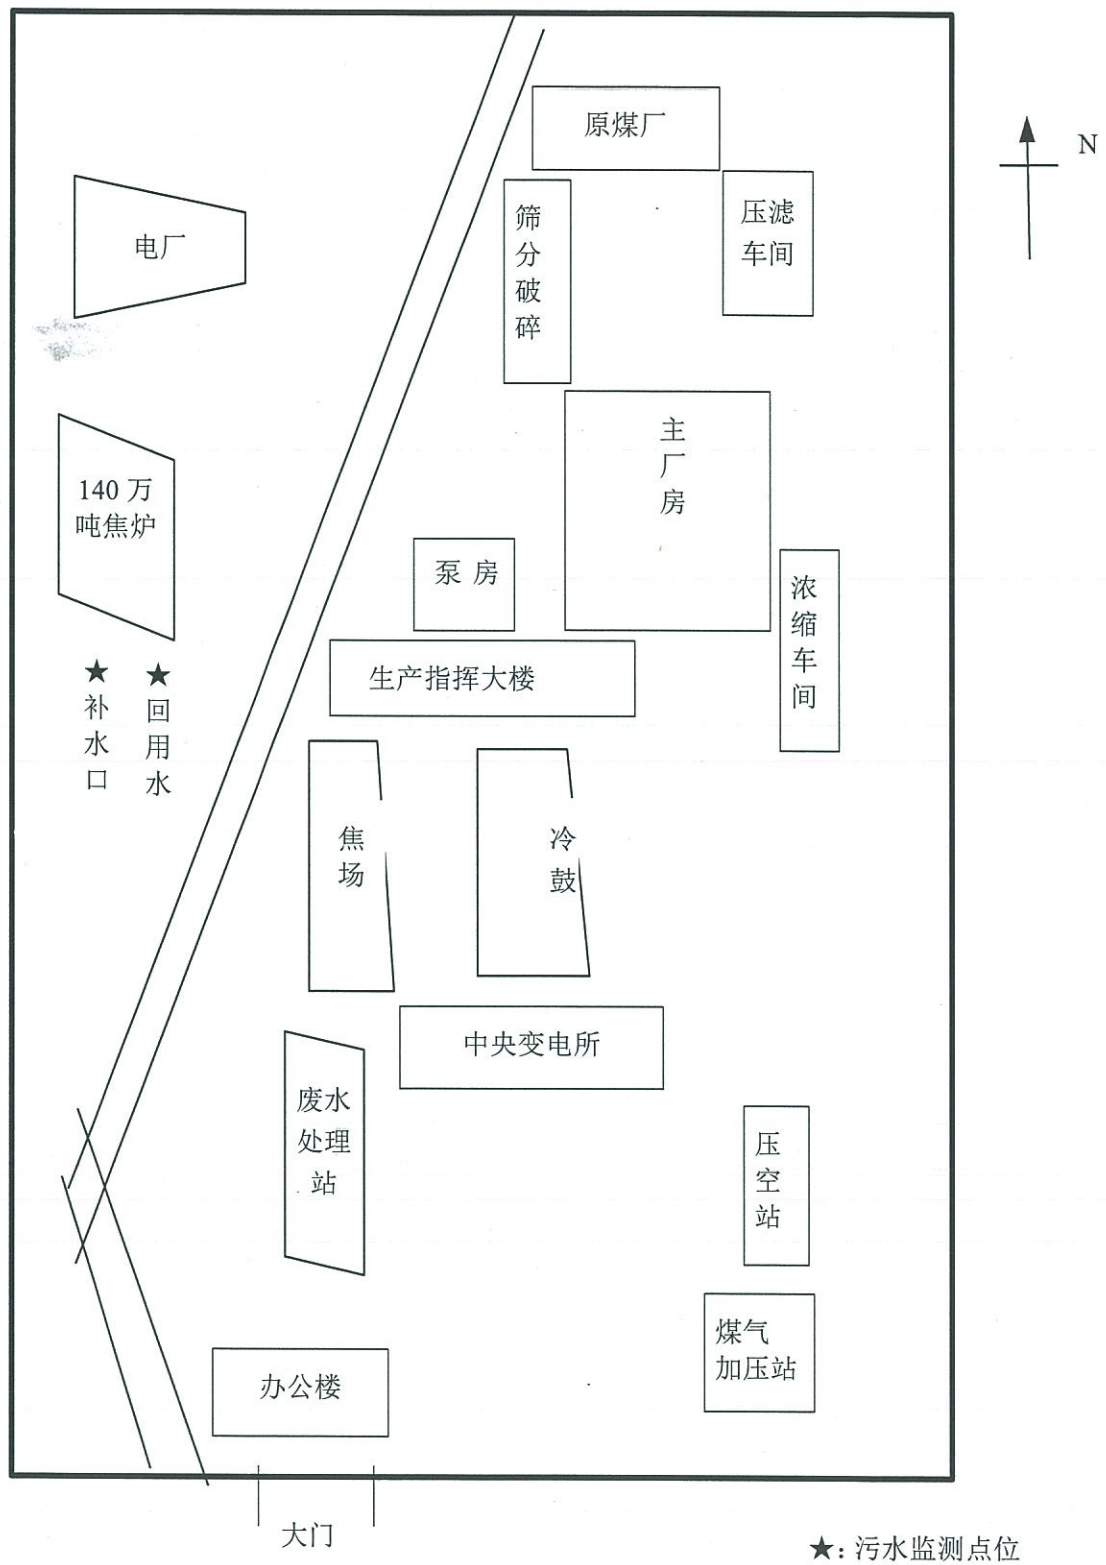 原煤厂
N
筛分破碎
压滤
车间
电厂
主厂房
140 万
吨焦炉
泵 房
浓缩车间
生产指挥大楼
★
补水口
★
回用水
焦场
冷鼓
中央变电所
废水
处理
站
压空站
煤气
加压站
办公楼
大门
★: 污水监测点位